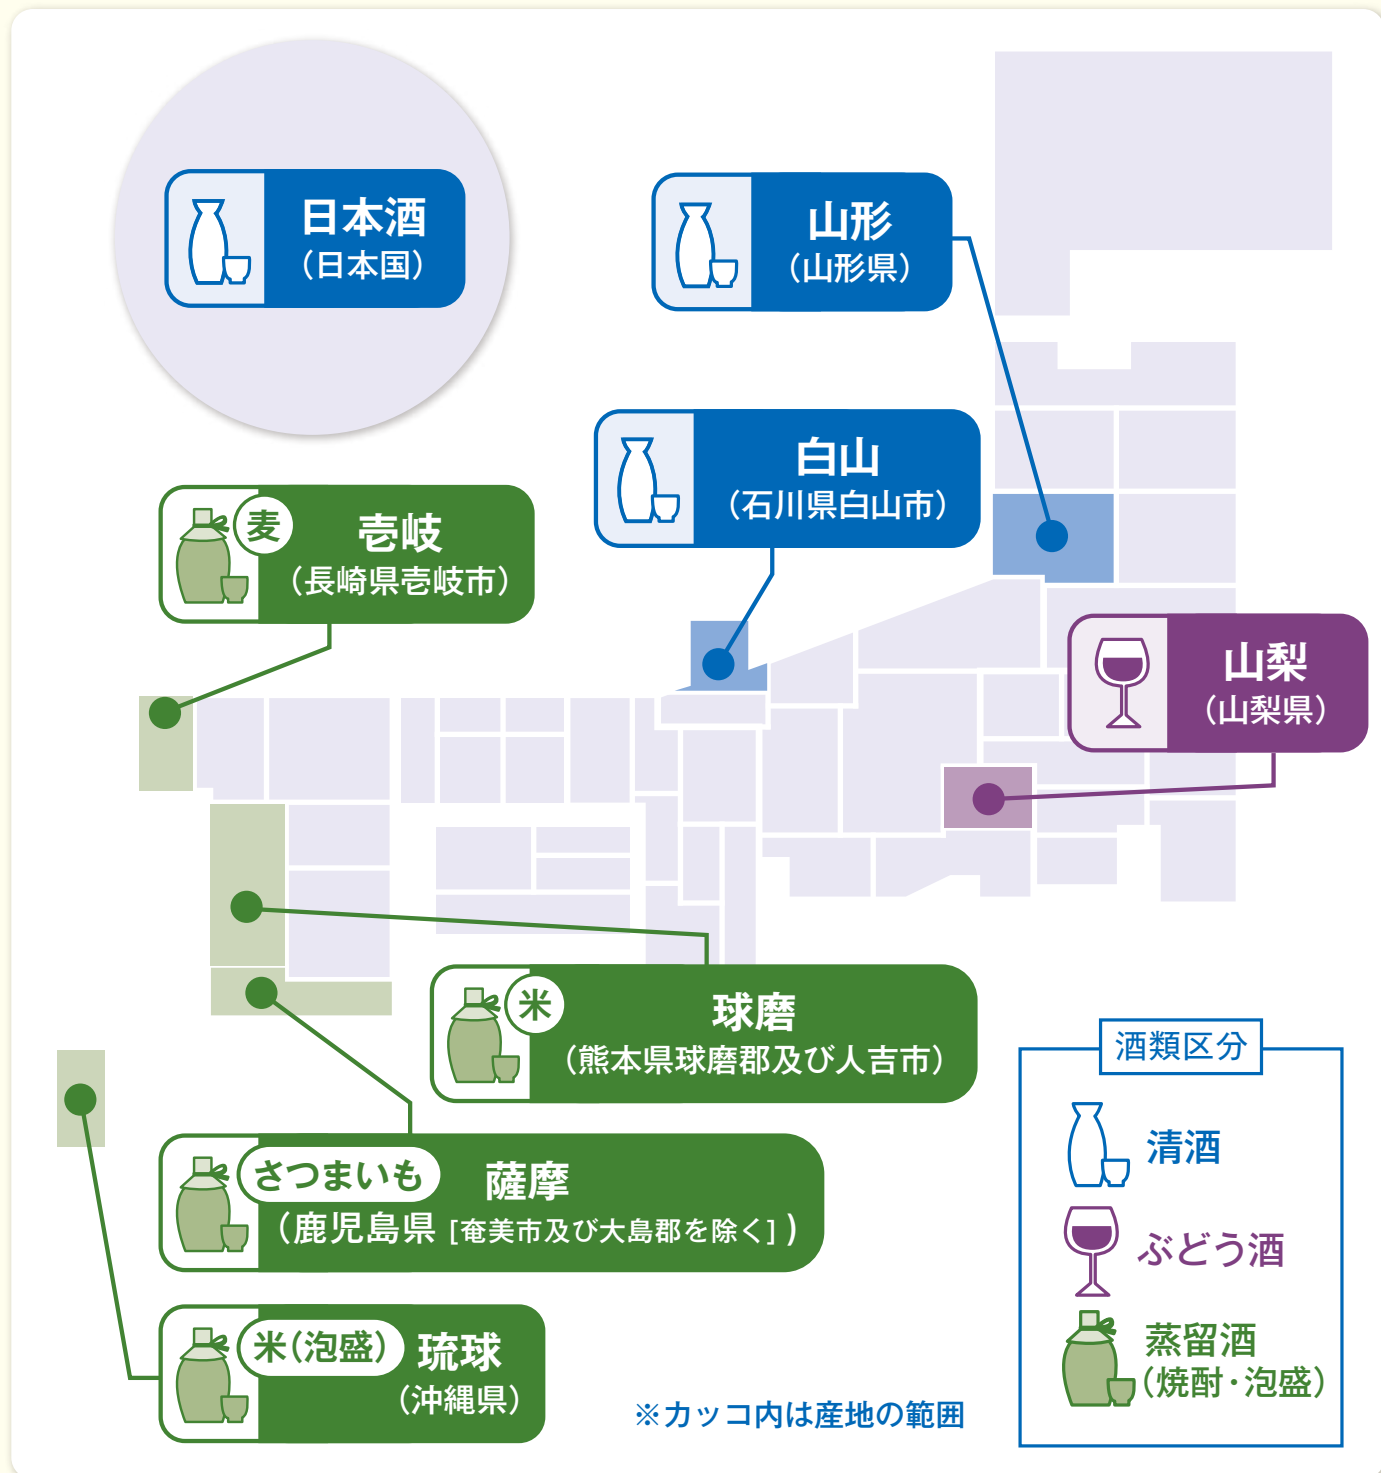 日本酒
（日本国）
山形
（山形県）
白山
（石川県白山市）
麦
壱岐
（長崎県壱岐市）
山梨
（山梨県）
米
球磨
（熊本県球磨郡及び人吉市）
さつまいも
薩摩
（鹿児島県 [奄美市及び大島郡を除く] ）
米（泡盛）
琉球
（沖縄県）
※カッコ内は産地の範囲
酒類区分
清酒
ぶどう酒
蒸留酒
（焼酎・泡盛）